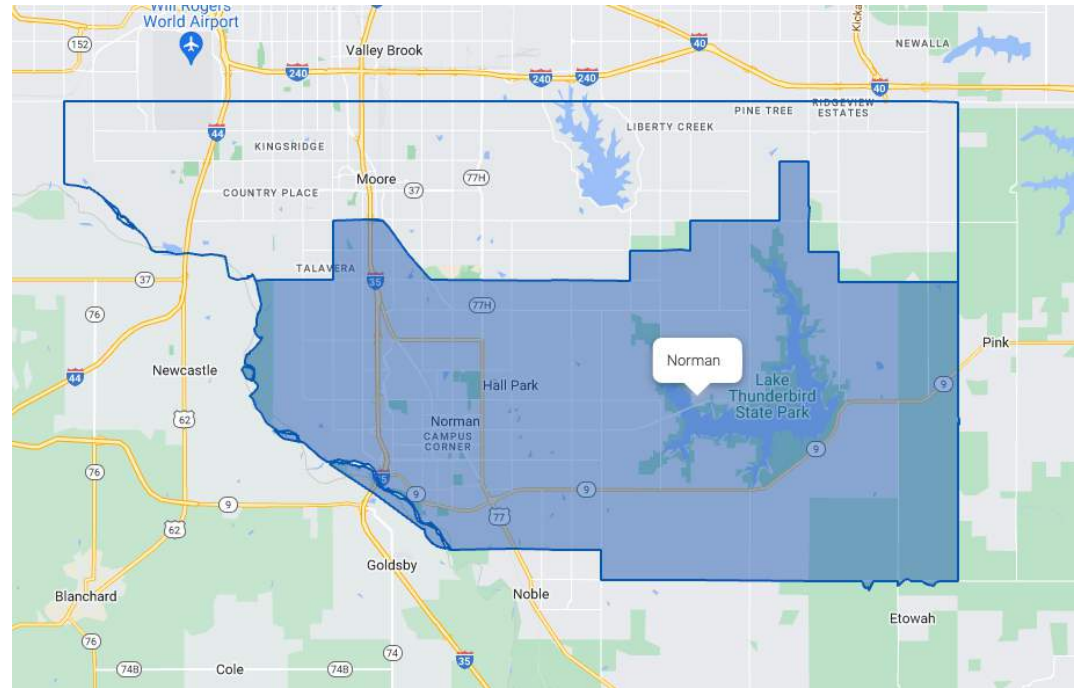 Will Rogers
World Airport
152
Valley Brook
40
Kicka
NEWALLA
240
240
240
40
PINE TREE
RIDGEVIEW
ESTATES
LIBERTY CREEK
44
KINGSRIDGE
Moore
37
77H
COUNTRY PLACE
TALAVERA
35
37
76
77H
Norman
Pink
Newcastle
44
Hall Park
Lake
Thunderbird
State Park
9
62
Norman
CAMPUS
CORNER
9
76
9
9
9
77
62
Goldsby
Noble
Blanchard
Etowah
76
74
74B
Cole
74B
35